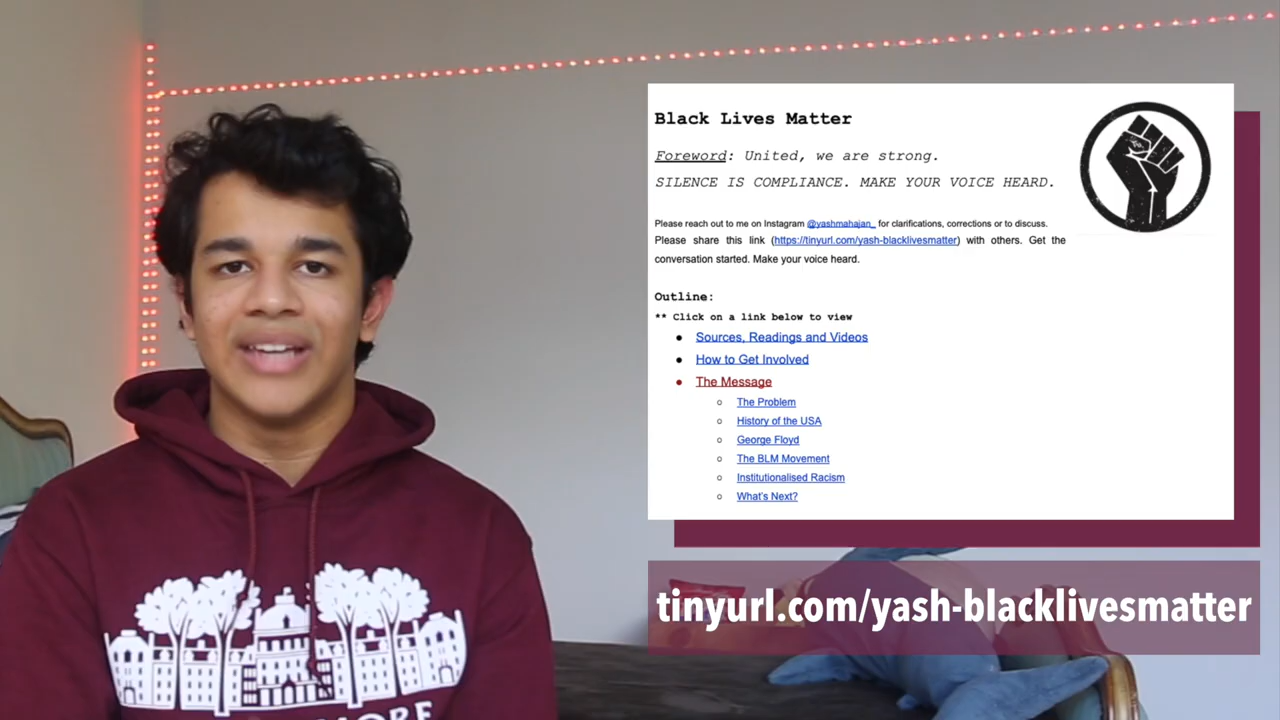 Black Lives Matter
Foreword: United, we are strong.
SILENCE IS COMPLIANCE. MAKE YOUR VOICE HEARD.
Please reach out to me on Instagram @yashmahajan_ for clarifications, corrections or to discuss.
Please share this link (https://tinyurl.com/yash-blacklivesmatter) with others. Get the
conversation started. Make your voice heard.
Outline:
** Click on a link below to view
● Sources, Readings and Videos
● How to Get Involved
● The Message
○ The Problem
○ History of the USA
○ George Floyd
○ The BLM Movement
○ Institutionalised Racism
○ What's Next?
tinyurl.com/yash-blacklivesmatter